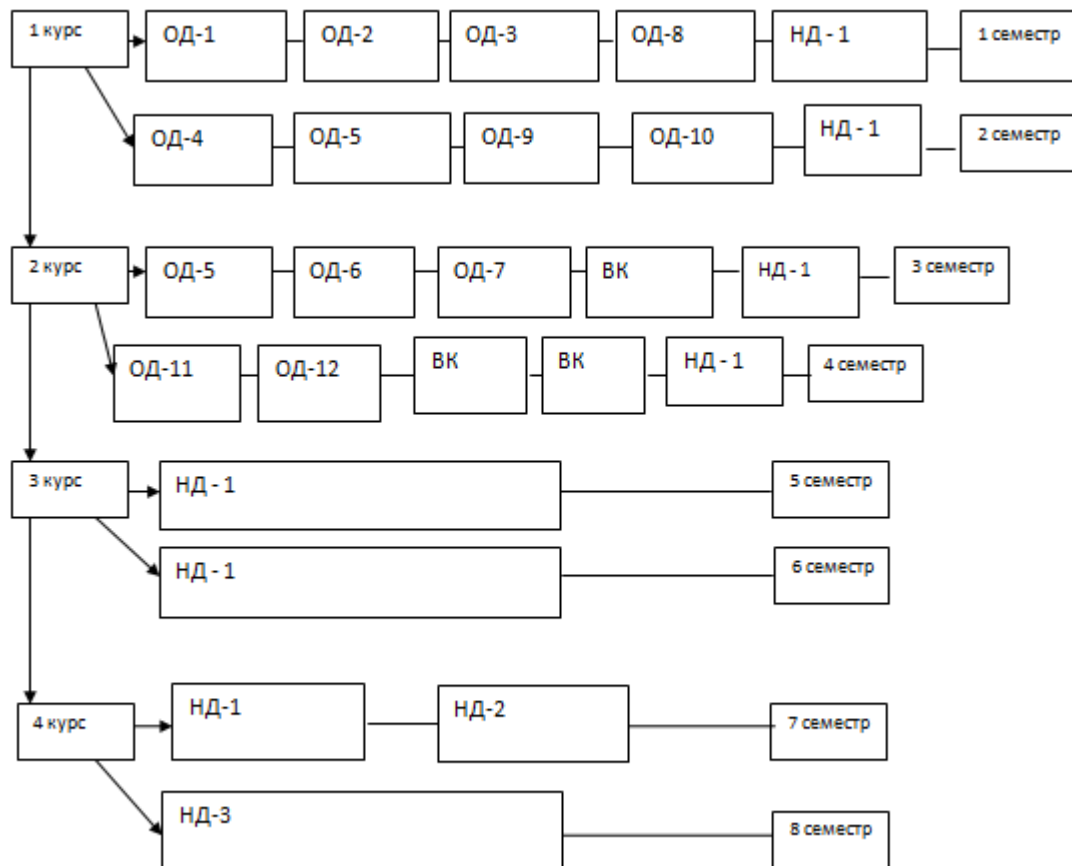 1 курс
ОД-1
ОД-2
ОД-3
ОД-8
НД - 1
1 семестр
ОД-4
ОД-5
ОД-9
ОД-10
НД - 1
2 семестр
2 курс
ОД-5
ОД-6
ОД-7
ВК
НД - 1
3 семестр
ОД-11
ОД-12
ВК
ВК
НД - 1
4 семестр
3 курс
НД - 1
5 семестр
НД - 1
6 семестр
4 курс
НД-1
НД-2
7 семестр
НД-3
8 семестр